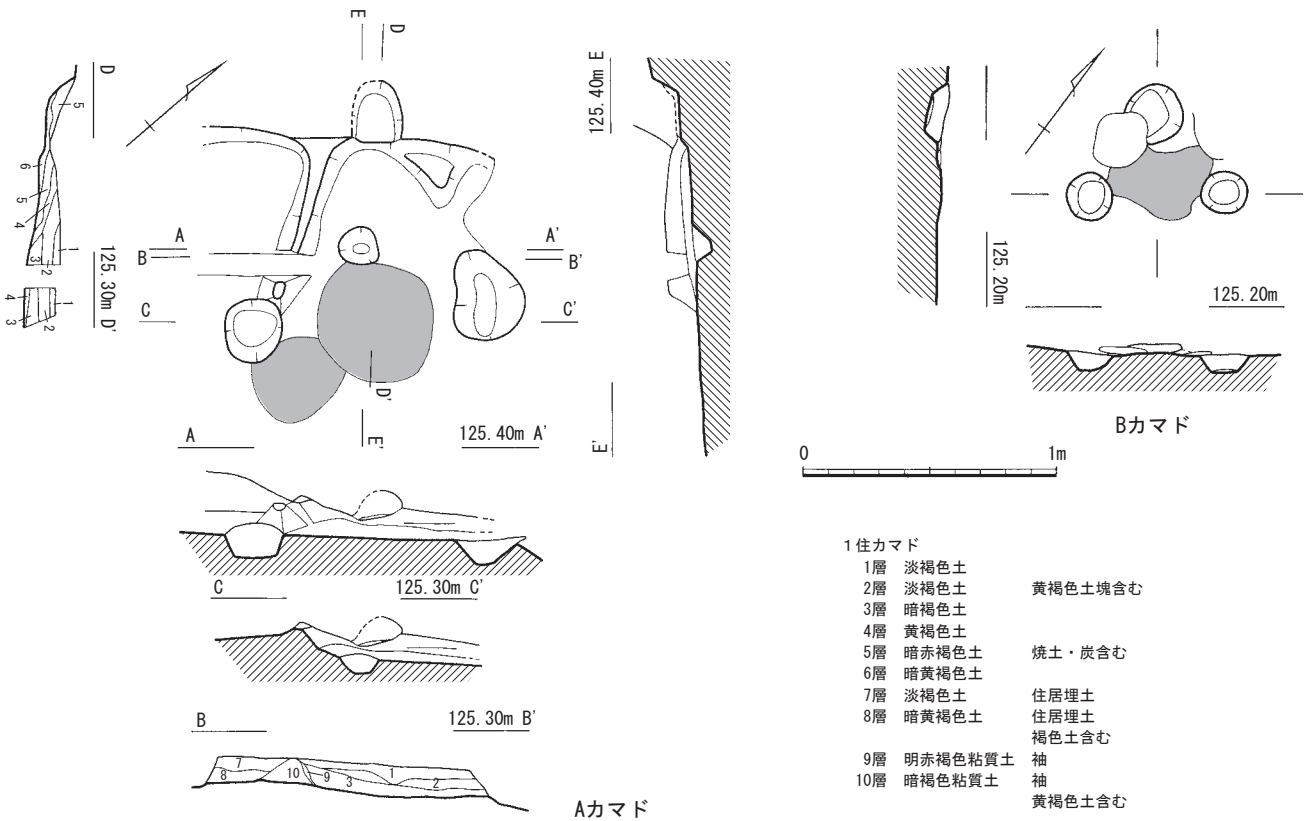 E
D
D
5
6
5
4
3
2
1
125.30m D'
4
3
2
1
A
B
C
A'
B'
C'
D'
E'
125.40m E
E'
A
125.40m A'
C
125.30m C'
B
125.30m B'
7
8
10
9
3
1
2
Aカマド
125.20m
125.20m
Bカマド
0
1m
1住カマド
1層 淡褐色土
2層 淡褐色土 黄褐色土塊含む
3層 暗褐色土
4層 黄褐色土
5層 暗赤褐色土 焼土・炭含む
6層 暗黄褐色土
7層 淡褐色土 住居埋土
8層 暗黄褐色土 住居埋土
褐色土含む
9層 明赤褐色粘質土 袖
10層 暗褐色粘質土 袖
黄褐色土含む